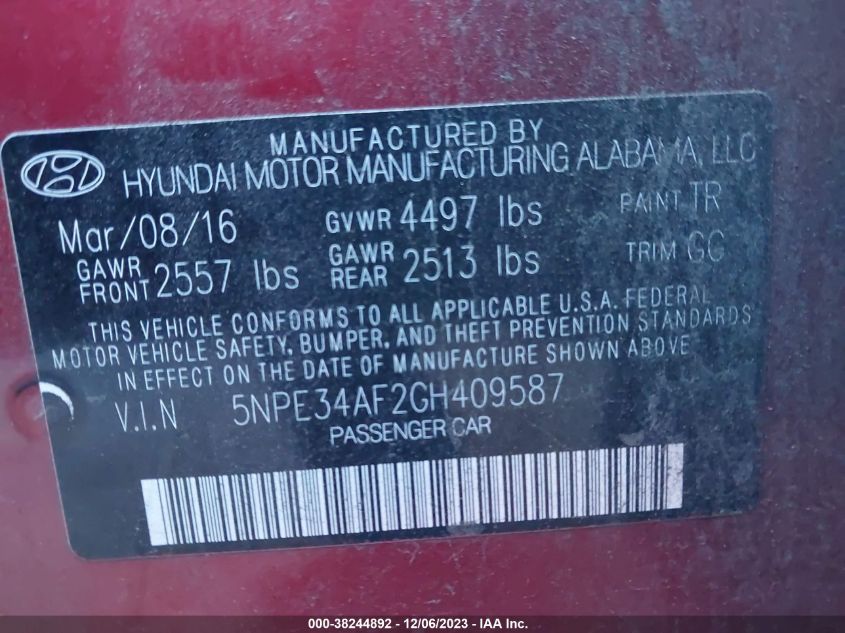 MANUFACTURED BY
HYUNDAI MOTOR MANUFACTURING ALABAMA, LLC
Mar/08/16 GVWR 4497 lbs PAINT TR
GAWR FRONT 2557 lbs GAWR REAR 2513 lbs TRIM GC
THIS VEHICLE CONFORMS TO ALL APPLICABLE U.S.A. FEDERAL
MOTOR VEHICLE SAFETY, BUMPER, AND THEFT PREVENTION STANDARDS
IN EFFECT ON THE DATE OF MANUFACTURE SHOWN ABOVE
V.I.N 5NPE34AF2GH409587
PASSENGER CAR
000-38244892 - 12/06/2023 - Copyright 2023 IAA, Inc.